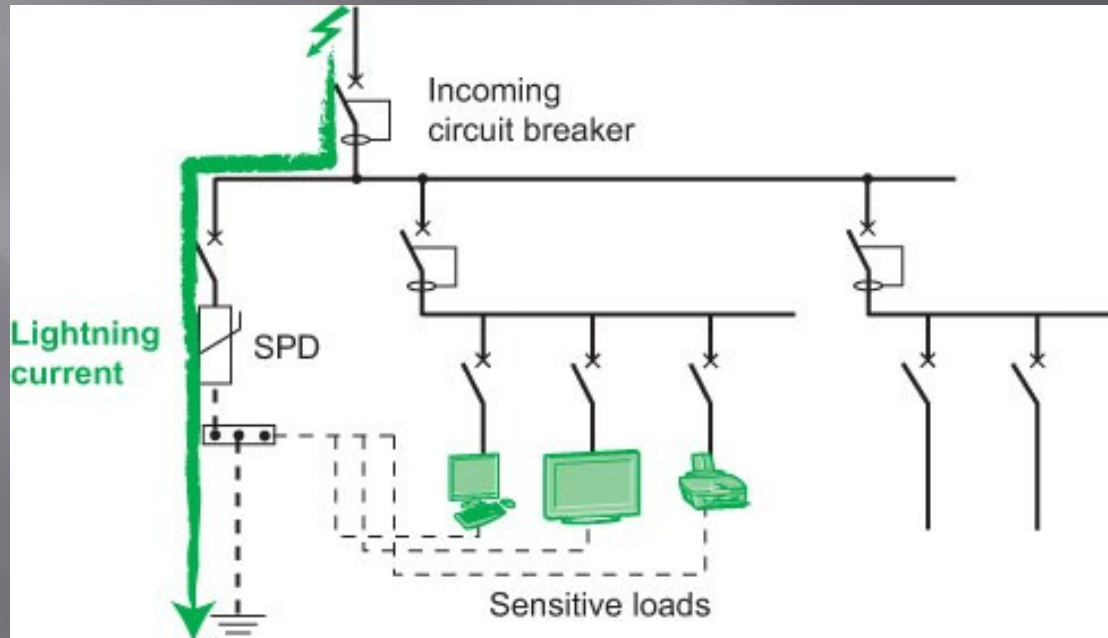 Incoming
circuit breaker
Lightning
current
SPD
Sensitive loads